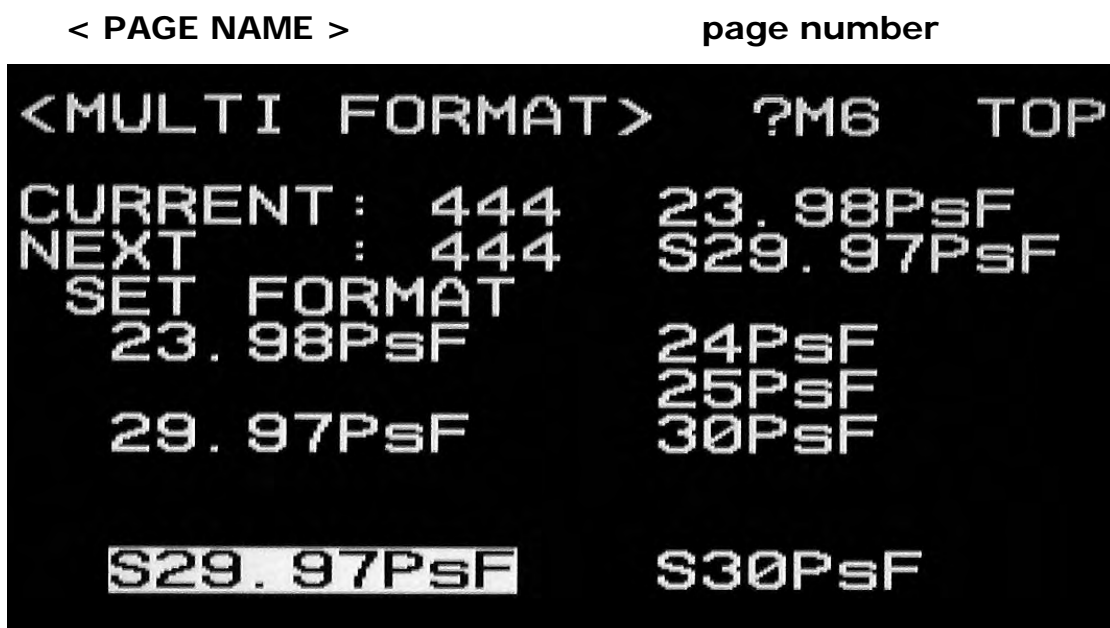 < PAGE NAME > page number
<MULTI FORMAT> ?M6 TOP
CURRENT: 444 23.98PsF
NEXT : 444 S29.97PsF
SET FORMAT
23.98PsF 24PsF
25PsF
29.97PsF 30PsF
S29.97PsF S30PsF